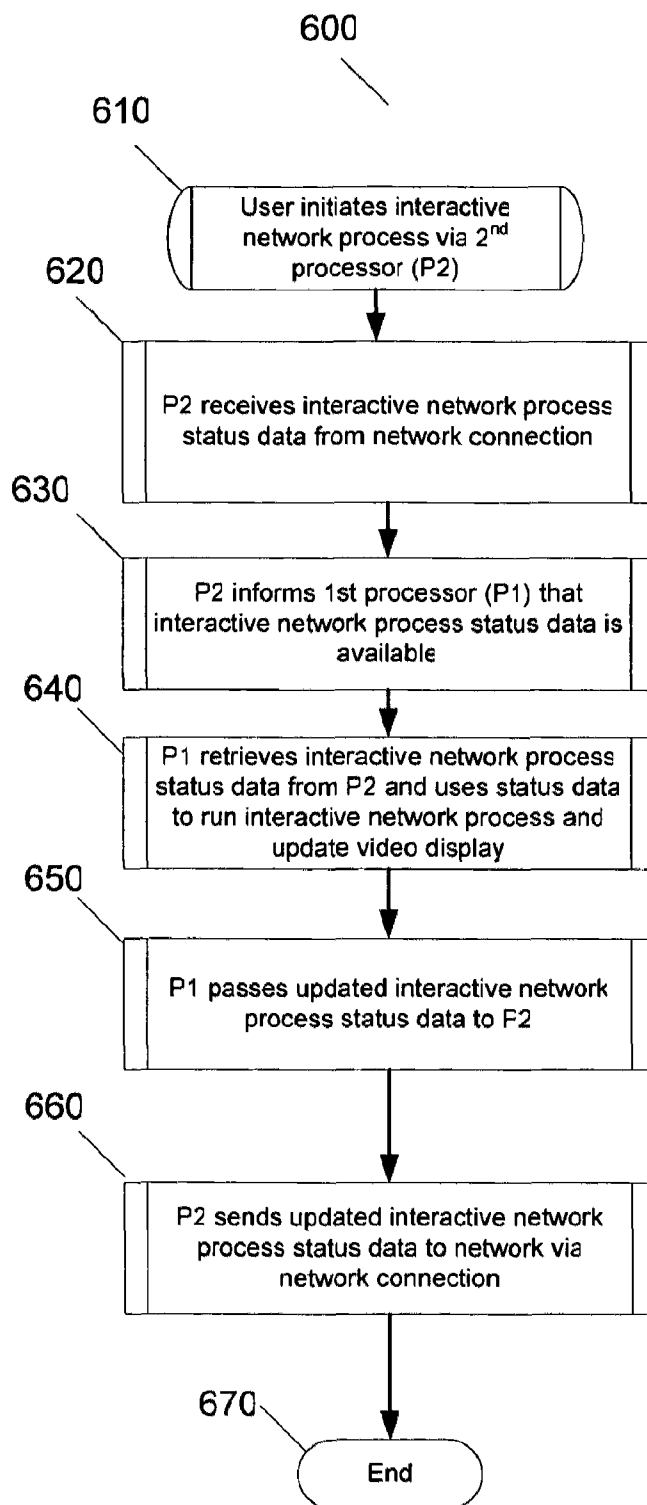 600
610
User initiates interactive
network process via 2nd
processor (P2)
620
P2 receives interactive network process
status data from network connection
630
P2 informs 1st processor (P1) that
interactive network process status data is
available
640
P1 retrieves interactive network process
status data from P2 and uses status data
to run interactive network process and
update video display
650
P1 passes updated interactive network
process status data to P2
660
P2 sends updated interactive network
process status data to network via
network connection
670
End